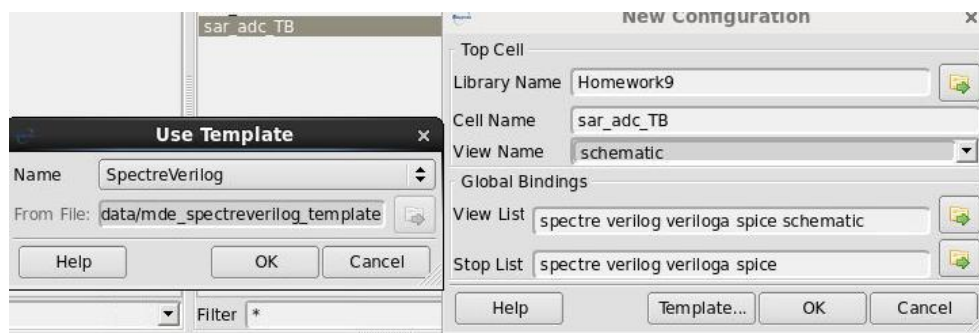 sar_adc_TB
Use Template
Name SpectreVerilog
From File: data/mde_spectreverilog_template
Help OK Cancel
Filter *
New Configuration
Top Cell
Library Name Homework9
Cell Name sar_adc_TB
View Name schematic
Global Bindings
View List spectre verilog veriloga spice schematic
Stop List spectre verilog veriloga spice
Help Template... OK Cancel